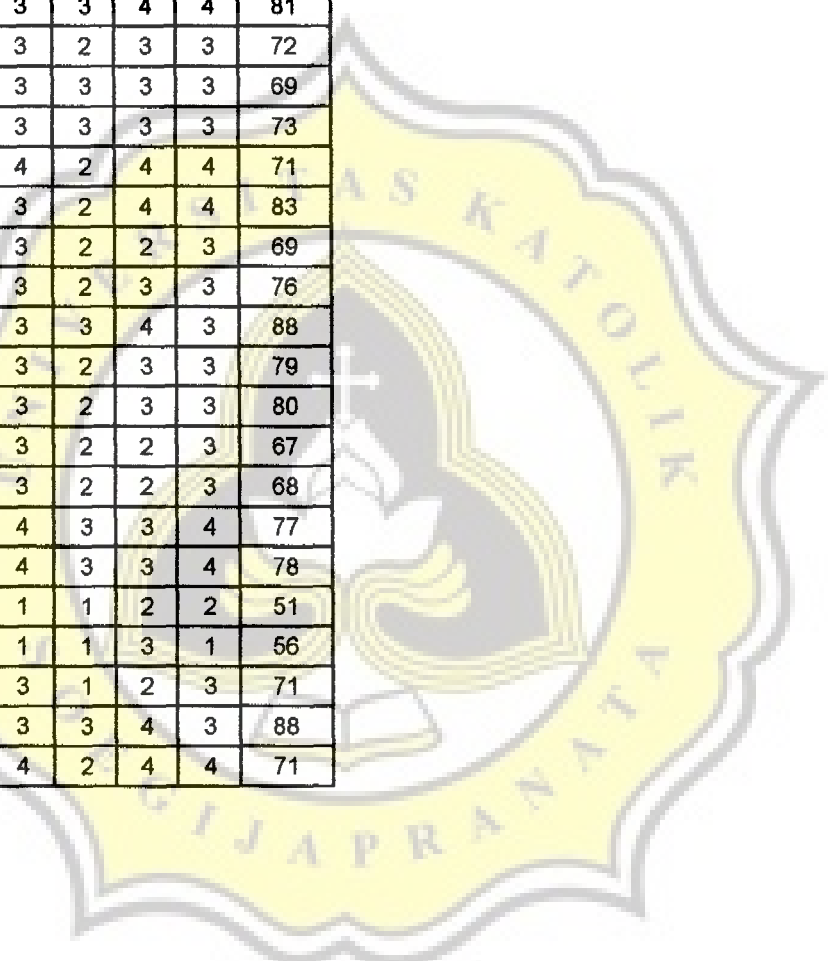 3 3 4 4 81
3 2 3 3 72
3 3 3 3 69
3 3 3 3 73
4 2 4 4 71
3 2 4 4 83
3 2 2 3 69
3 2 3 3 76
3 3 4 3 88
3 2 3 3 79
3 2 3 3 80
3 2 2 3 67
3 2 2 3 68
4 3 3 4 77
4 3 3 4 78
1 1 2 2 51
1 1 3 1 56
3 1 2 3 71
3 3 4 3 88
4 2 4 4 71
UNIVERSITAS KATOLIK
SOEGIJAPRANATA